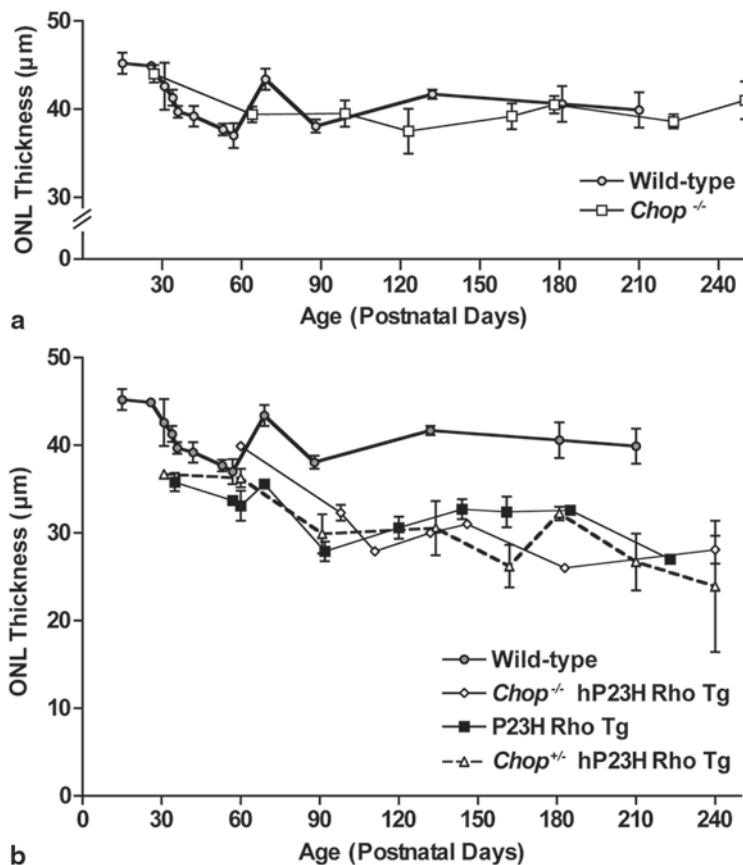 50
40
30
0
ONL Thickness (µm)
Wild-type
Chop -/-
30 60 90 120 150 180 210 240
Age (Postnatal Days)
a
50
40
30
20
10
0
ONL Thickness (µm)
Wild-type
Chop-/- hP23H Rho Tg
P23H Rho Tg
Chop+/- hP23H Rho Tg
0 30 60 90 120 150 180 210 240
Age (Postnatal Days)
b